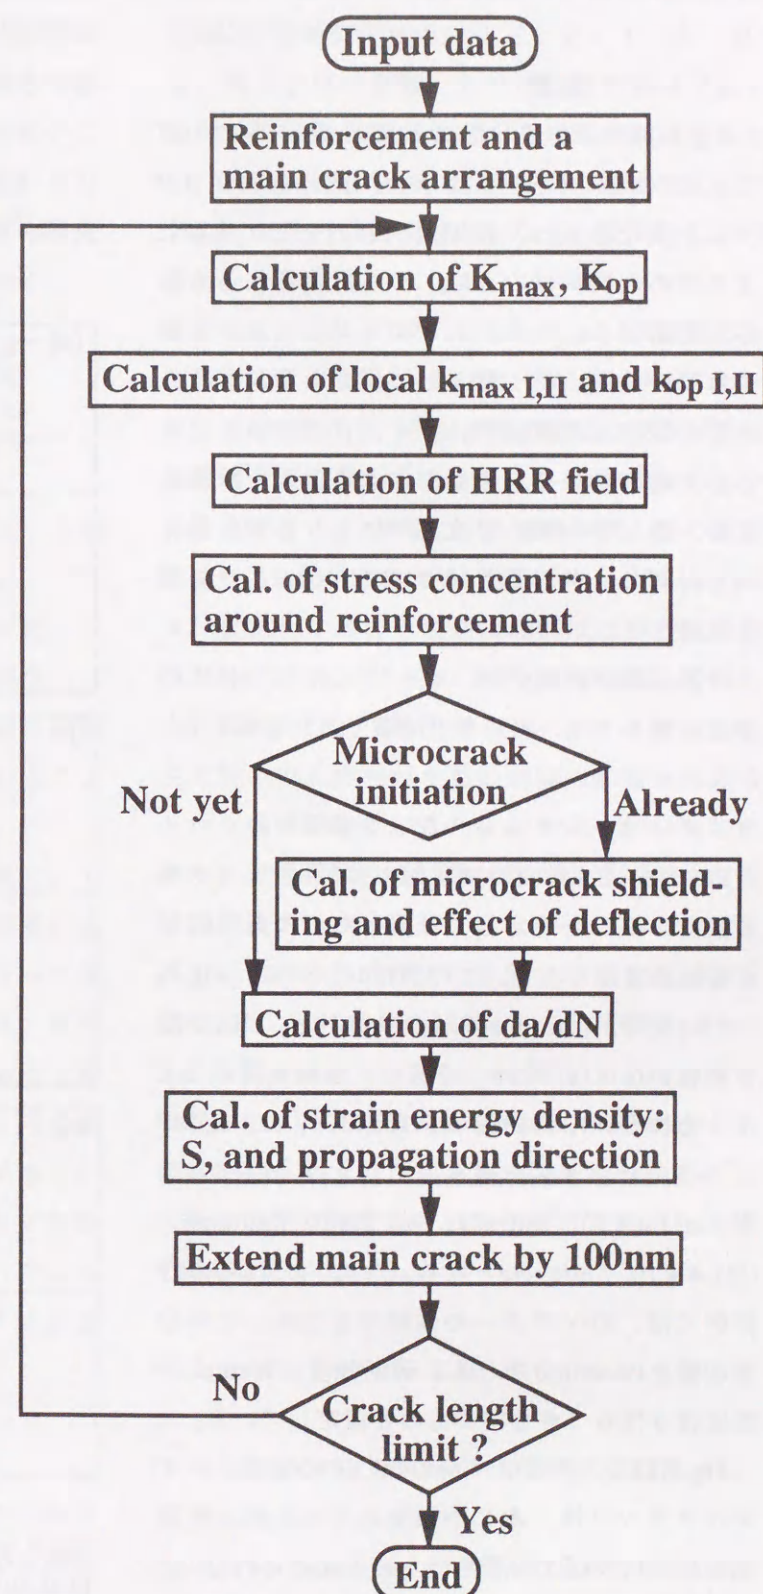 Input data
Reinforcement and a
main crack arrangement
Calculation of Kmax, Kop
Calculation of local kmax I,II and kop I,II
Calculation of HRR field
Cal. of stress concentration
around reinforcement
Microcrack
initiation
Not yet
Already
Cal. of microcrack shield-
ing and effect of deflection
Calculation of da/dN
Cal. of strain energy density:
S, and propagation direction
Extend main crack by 100nm
No
Crack length
limit ?
Yes
End